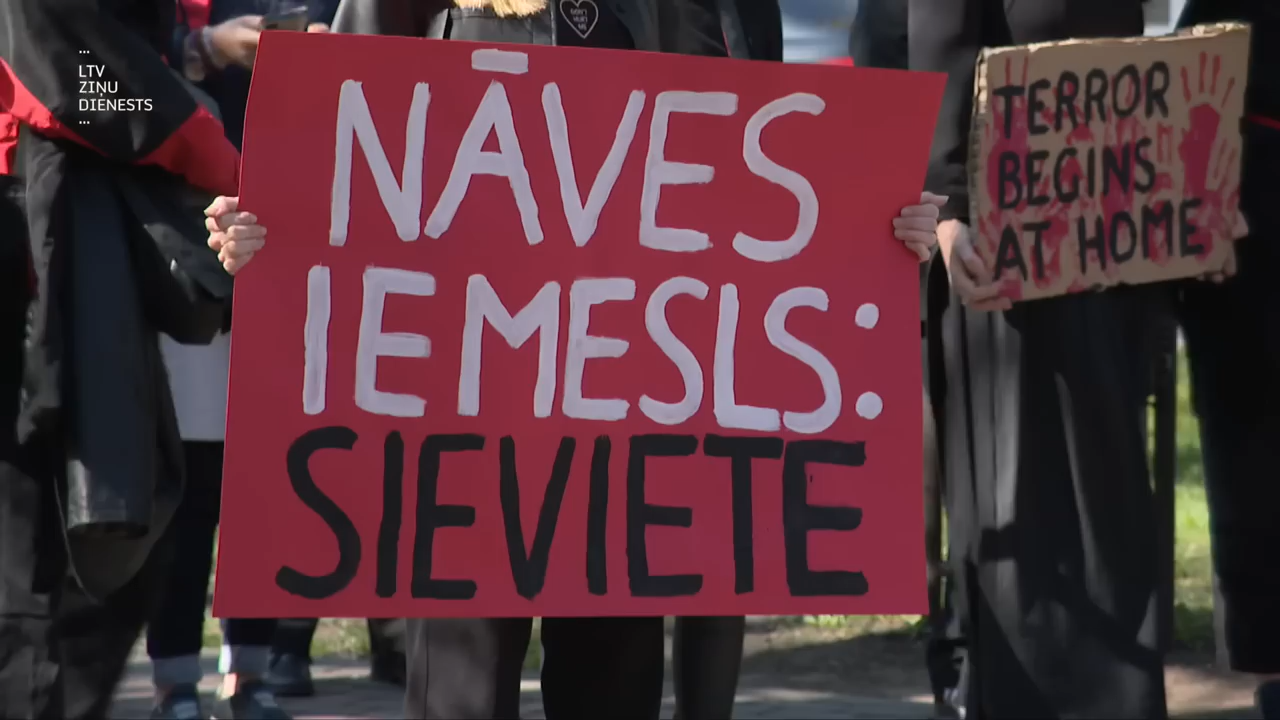 ...
LTV
ZIŅU
DIENESTS
...
NĀVES
IEMESLS:
SIEVIETE
TERROR
BEGINS
AT HOME